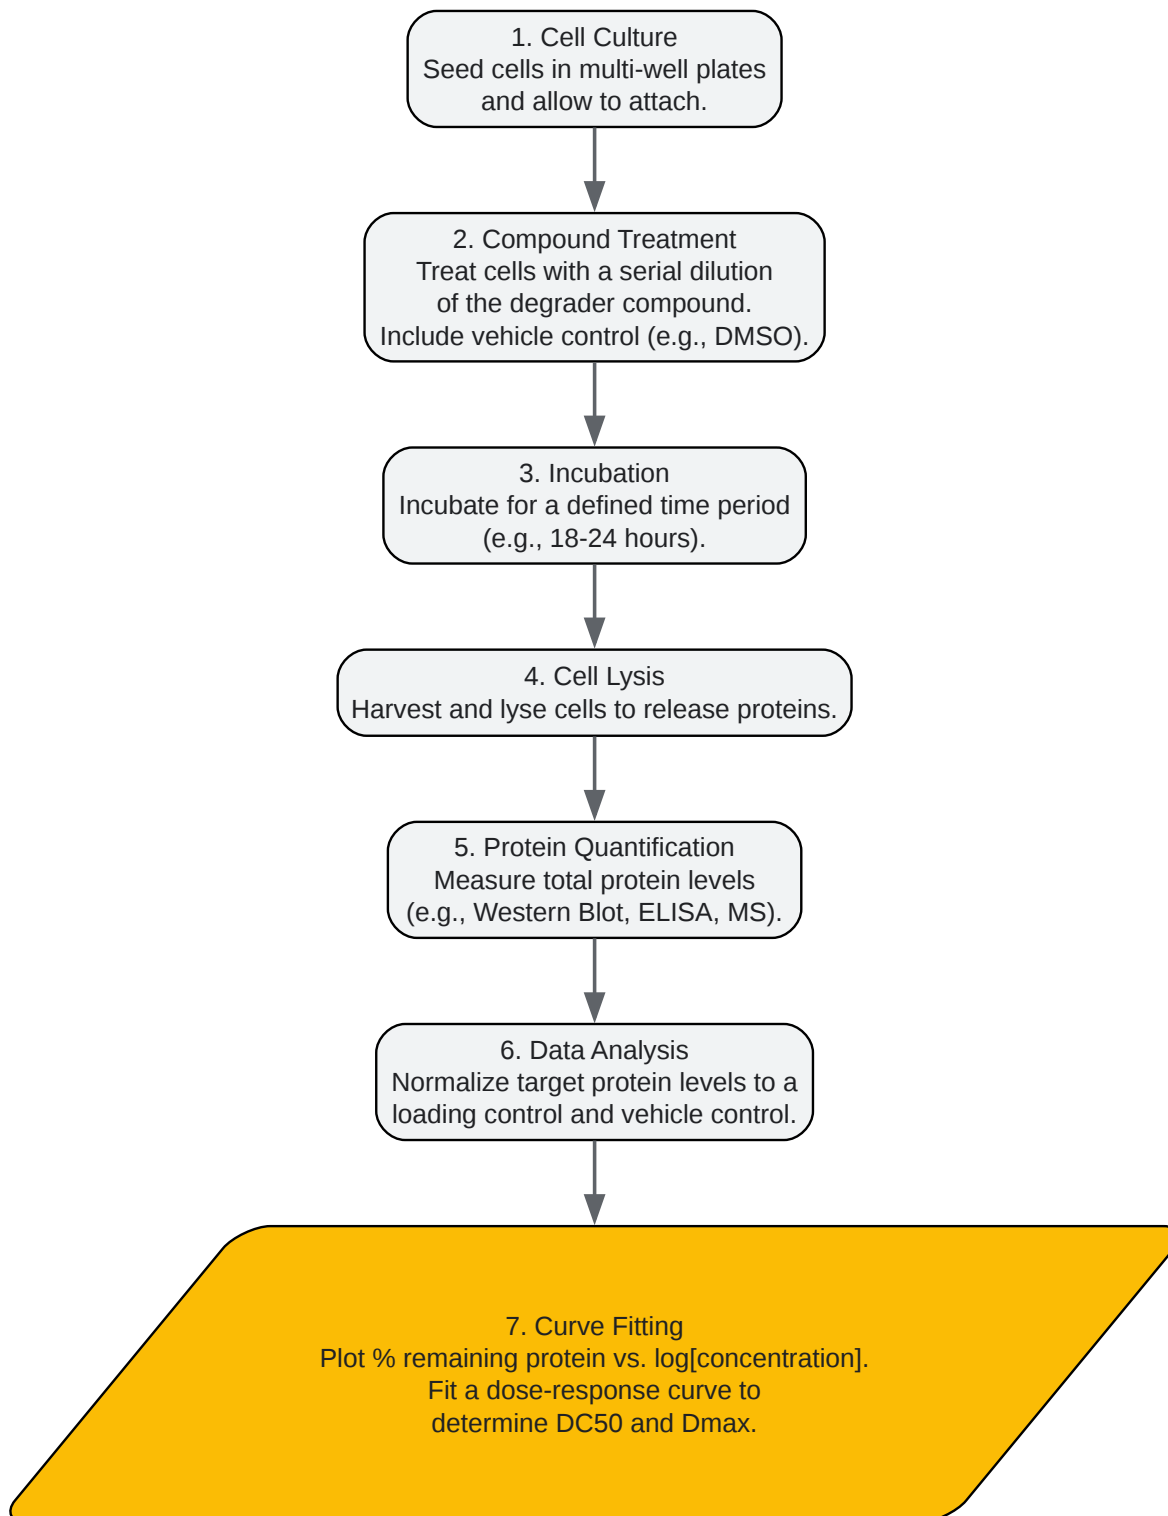 1. Cell Culture
Seed cells in multi-well plates
and allow to attach.
2. Compound Treatment
Treat cells with a serial dilution
of the degrader compound.
Include vehicle control (e.g., DMSO).
3. Incubation
Incubate for a defined time period
(e.g., 18-24 hours).
4. Cell Lysis
Harvest and lyse cells to release proteins.
5. Protein Quantification
Measure total protein levels
(e.g., Western Blot, ELISA, MS).
6. Data Analysis
Normalize target protein levels to a
loading control and vehicle control.
7. Curve Fitting
Plot % remaining protein vs. log[concentration].
Fit a dose-response curve to
determine DC50 and Dmax.